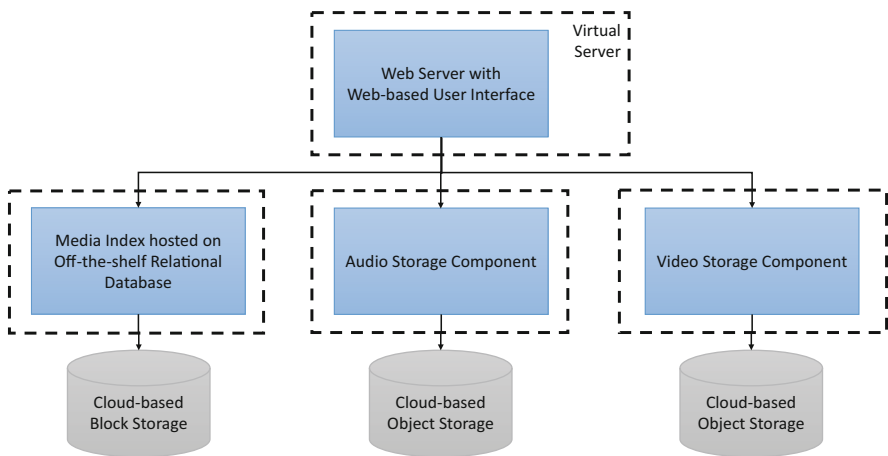 Virtual
Server
Web Server with
Web-based User Interface
Media Index hosted on
Off-the-shelf Relational
Database
Audio Storage Component
Video Storage Component
Cloud-based
Block Storage
Cloud-based
Object Storage
Cloud-based
Object Storage